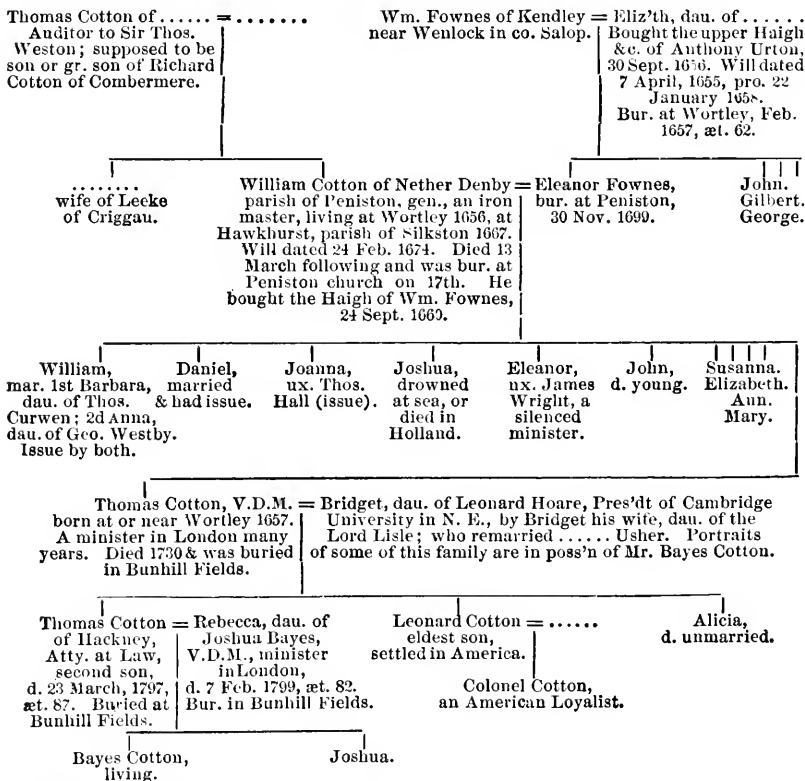 Thomas Cotton of ...... = .......
Auditor to Sir Thos.
Weston; supposed to be
son or gr. son of Richard
Cotton of Combermere.
Wm. Fownes of Kendley = Eliz'th, dau. of ......
near Wenlock in co. Salop.
Bought the upper Haigh
&c. of Anthony Urton,
30 Sept. 1656. Will dated
7 April, 1655, pro. 22
January 1658.
Bur. at Wortley, Feb.
1657, æt. 62.
........
wife of Leeke
of Criggau.
William Cotton of Nether Denby = Eleanor Fownes,
parish of Peniston, gen., an iron
master, living at Wortley 1656, at
Hawkhurst, parish of Silkston 1667.
Will dated 24 Feb. 1674. Died 13
March following and was bur. at
Peniston church on 17th. He
bought the Haigh of Wm. Fownes,
24 Sept. 1660.
bur. at Peniston,
30 Nov. 1699.
John.
Gilbert.
George.
William,
mar. 1st Barbara,
dau. of Thos.
Curwen; 2d Anna,
dau. of Geo. Westby.
Issue by both.
Daniel,
married
& had issue.
Joanna,
ux. Thos.
Hall (issue).
Joshua,
drowned
at sea, or
died in
Holland.
Eleanor,
ux. James
Wright, a
silenced
minister.
John,
d. young.
Susanna.
Elizabeth.
Ann.
Mary.
Thomas Cotton, V.D.M. = Bridget, dau. of Leonard Hoare, Pres'dt of Cambridge
born at or near Wortley 1657.
A minister in London many
years. Died 1730 & was buried
in Bunhill Fields.
University in N. E., by Bridget his wife, dau. of the
Lord Lisle; who remarried ...... Usher. Portraits
of some of this family are in poss'n of Mr. Bayes Cotton.
Thomas Cotton = Rebecca, dau. of
of Hackney,
Atty. at Law,
second son,
d. 23 March, 1797,
æt. 87. Buried at
Bunhill Fields.
Joshua Bayes,
V.D.M., minister
in London,
d. 7 Feb. 1799, æt. 82.
Bur. in Bunhill Fields.
Leonard Cotton = ......
eldest son,
settled in America.
Alicia,
d. unmarried.
Colonel Cotton,
an American Loyalist.
Bayes Cotton,
living.
Joshua.